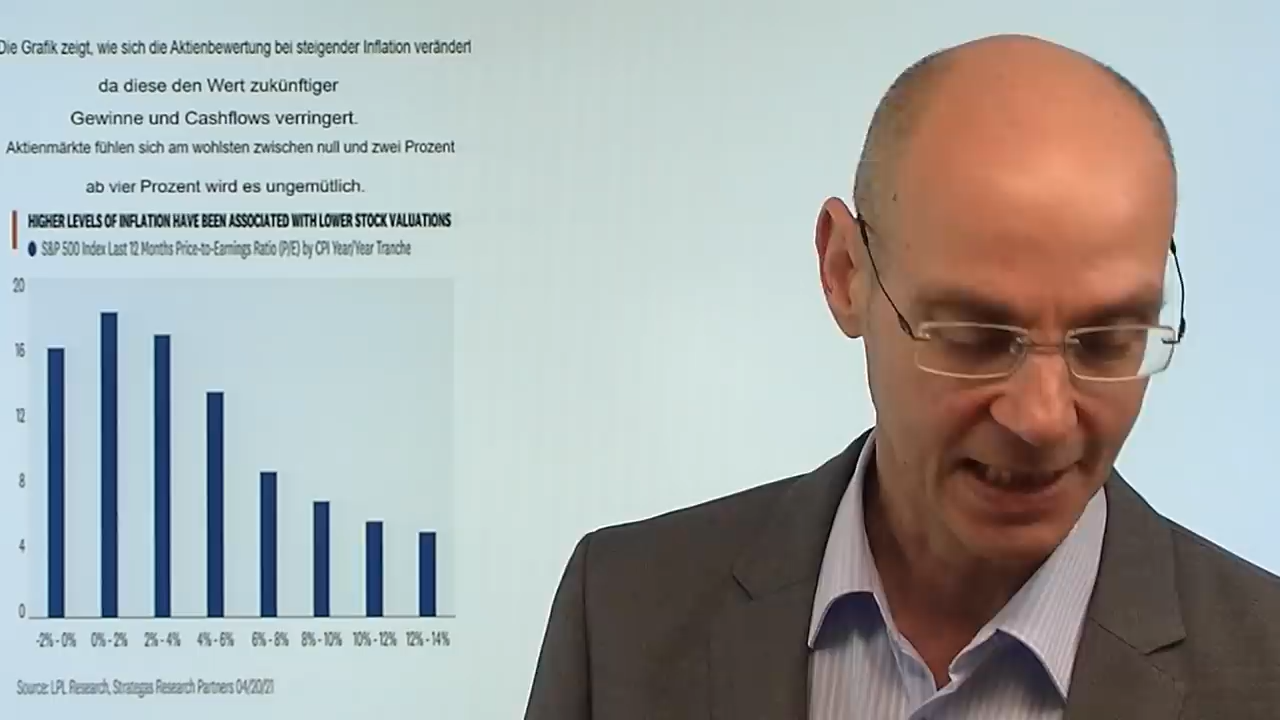 Die Grafik zeigt, wie sich die Aktienbewertung bei steigender Inflation verändert
da diese den Wert zukünftiger
Gewinne und Cashflows verringert.
Aktienmärkte fühlen sich am wohlsten zwischen null und zwei Prozent
ab vier Prozent wird es ungemütlich.
HIGHER LEVELS OF INFLATION HAVE BEEN ASSOCIATED WITH LOWER STOCK VALUATIONS
S&P 500 Index Last 12 Months Price-to-Earnings Ratio (P/E) by CPI Year/Year Tranche
20
16
12
8
4
0
-2% - 0% 0% - 2% 2% - 4% 4% - 6% 6% - 8% 8% - 10% 10% - 12% 12% - 14%
Source: LPL Research, Strategas Research Partners 04/20/21